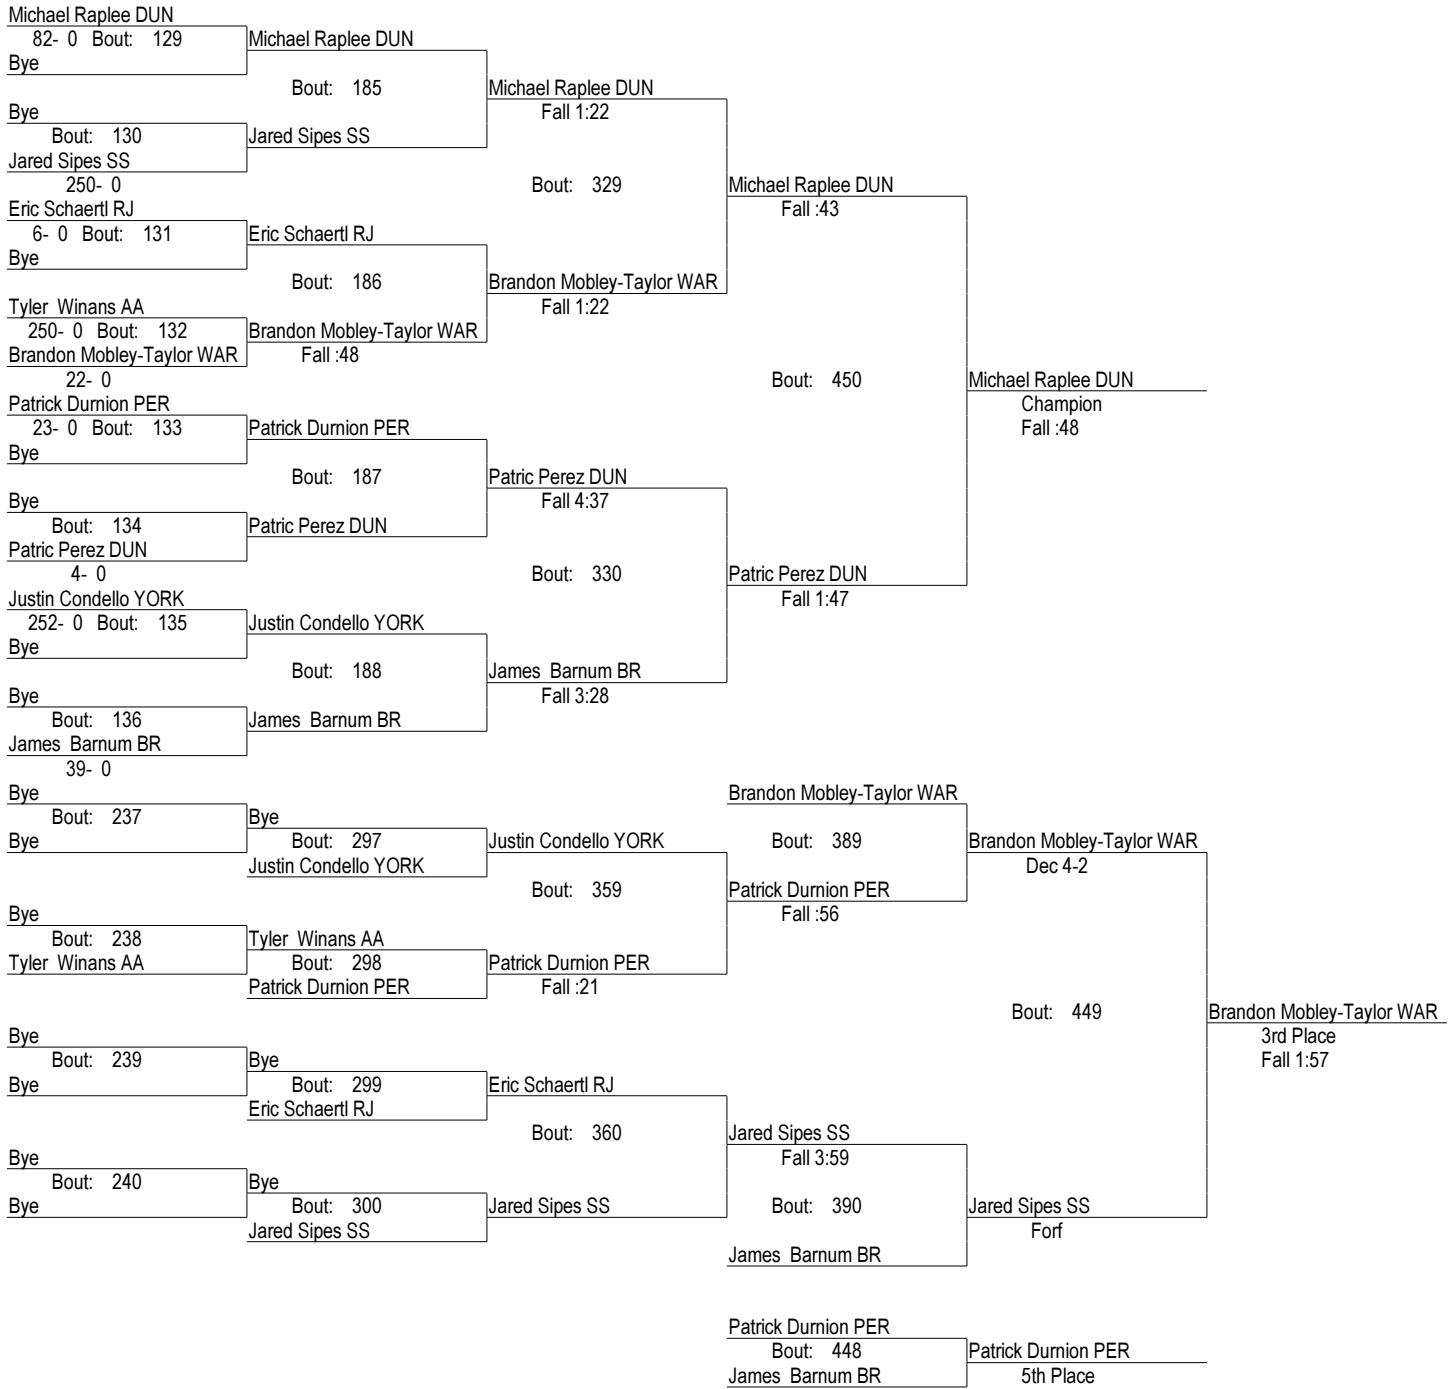 Michael Raplee DUN
82- 0 Bout: 129 Michael Raplee DUN
Bye
Bout: 185 Michael Raplee DUN
Bye Fall 1:22
Bout: 130 Jared Sipes SS
Jared Sipes SS
250- 0 Bout: 329 Michael Raplee DUN
Eric Schaertl RJ Fall :43
6- 0 Bout: 131 Eric Schaertl RJ
Bye
Bout: 186 Brandon Mobley-Taylor WAR
Tyler Winans AA Fall 1:22
250- 0 Bout: 132 Brandon Mobley-Taylor WAR
Brandon Mobley-Taylor WAR Fall :48
22- 0 Bout: 450 Michael Raplee DUN
Patrick Durnion PER Champion
23- 0 Bout: 133 Patrick Durnion PER Fall :48
Bye
Bout: 187 Patric Perez DUN
Bye Fall 4:37
Bout: 134 Patric Perez DUN
Patric Perez DUN
4- 0 Bout: 330 Patric Perez DUN
Justin Condello YORK Fall 1:47
252- 0 Bout: 135 Justin Condello YORK
Bye
Bout: 188 James Barnum BR
Bye Fall 3:28
Bout: 136 James Barnum BR
James Barnum BR
39- 0
Bye Brandon Mobley-Taylor WAR
Bout: 237 Bye
Bye Bout: 297 Justin Condello YORK Bout: 389 Brandon Mobley-Taylor WAR
Justin Condello YORK Dec 4-2
Bout: 359 Patrick Durnion PER
Bye Fall :56
Bout: 238 Tyler Winans AA
Tyler Winans AA Bout: 298 Patrick Durnion PER
Patrick Durnion PER Fall :21
Bout: 449 Brandon Mobley-Taylor WAR
Bye 3rd Place
Bout: 239 Bye Fall 1:57
Bye Bout: 299 Eric Schaertl RJ
Eric Schaertl RJ
Bout: 360 Jared Sipes SS
Bye Fall 3:59
Bout: 240 Bye
Bye Bout: 300 Jared Sipes SS Bout: 390 Jared Sipes SS
Jared Sipes SS Forf
James Barnum BR
Patrick Durnion PER
Bout: 448 Patrick Durnion PER
James Barnum BR 5th Place